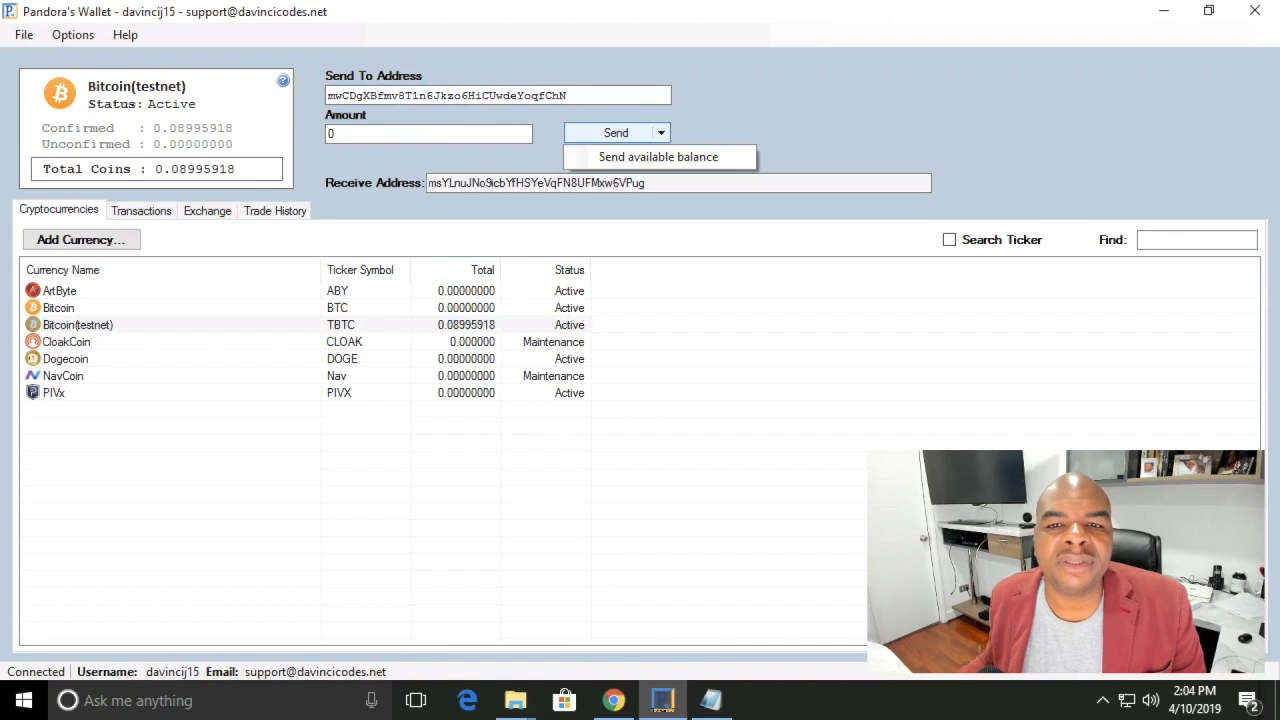 Pandora's Wallet - davincij15 - support@davincicodes.net
File Options Help
Bitcoin(testnet)
Status: Active
Confirmed : 0.08995918
Unconfirmed : 0.00000000
Total Coins : 0.08995918
Send To Address
mwCDgXBfmv8T1n6Jkzo6HiCUwdeYoqfChN
Amount
0
Send
Send available balance
Receive Address: msYLnuJNo9icbYfHSYeVqFN8UFMxw6VPug
Cryptocurrencies Transactions Exchange Trade History
Add Currency... Search Ticker Find:
Currency Name Ticker Symbol Total Status
ArtByte ABY 0.00000000 Active
Bitcoin BTC 0.00000000 Active
Bitcoin(testnet) TBTC 0.08995918 Active
CloakCoin CLOAK 0.000000 Maintenance
Dogecoin DOGE 0.00000000 Active
NavCoin Nav 0.00000000 Maintenance
PIVx PIVX 0.00000000 Active
Connected Username: davincij15 Email: support@davincicodes.net
Ask me anything
2:04 PM
4/10/2019
2